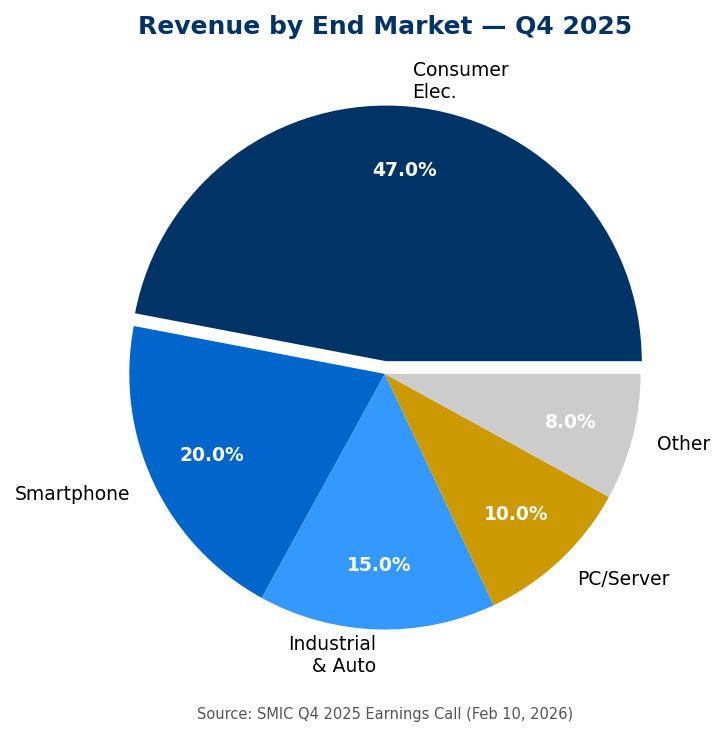 Revenue by End Market — Q4 2025
Consumer
Elec.
47.0%
20.0%
Smartphone
15.0%
Industrial
& Auto
10.0%
PC/Server
8.0%
Other
Source: SMIC Q4 2025 Earnings Call (Feb 10, 2026)